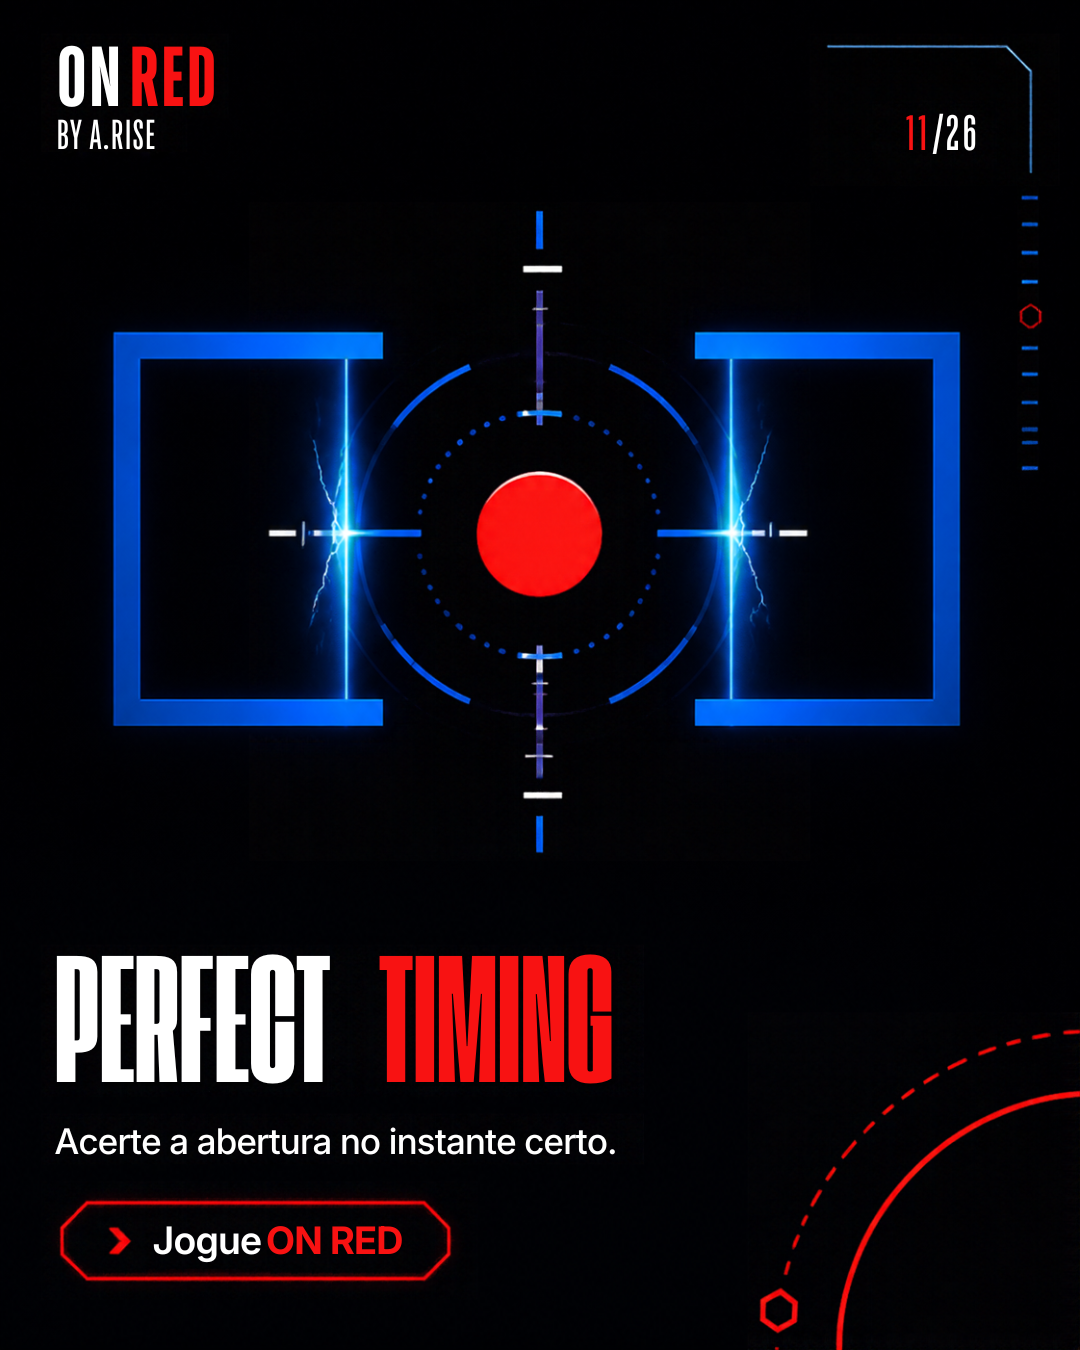 ON RED
BY A.RISE
11/26
PERFECT TIMING
Acerte a abertura no instante certo.
Jogue ON RED